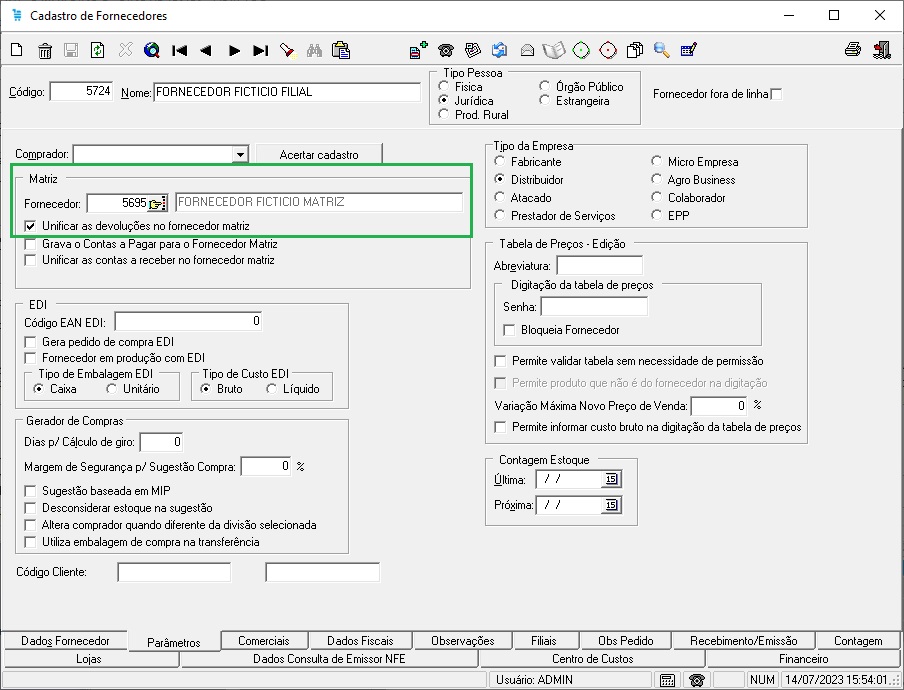 Cadastro de Fornecedores
Código: 5724 Nome: FORNECEDOR FICTICIO FILIAL
Tipo Pessoa
Física
Jurídica
Prod. Rural
Órgão Público
Estrangeira
Fornecedor fora de linha
Comprador: Acertar cadastro
Matriz
Fornecedor: 5695 FORNECEDOR FICTICIO MATRIZ
Unificar as devoluções no fornecedor matriz
Grava o Contas a Pagar para o Fornecedor Matriz
Unificar as contas a receber no fornecedor matriz
EDI
Código EAN EDI: 0
Gera pedido de compra EDI
Fornecedor em produção com EDI
Tipo de Embalagem EDI
Caixa Unitário
Tipo de Custo EDI
Bruto Líquido
Gerador de Compras
Dias p/ Cálculo de giro: 0
Margem de Segurança p/ Sugestão Compra: 0 %
Sugestão baseada em MIP
Desconsiderar estoque na sugestão
Altera comprador quando diferente da divisão selecionada
Utiliza embalagem de compra na transferência
Código Cliente:
Tipo da Empresa
Fabricante
Distribuidor
Atacado
Prestador de Serviços
Micro Empresa
Agro Business
Colaborador
EPP
Tabela de Preços - Edição
Abreviatura:
Digitação da tabela de preços
Senha:
Bloqueia Fornecedor
Permite validar tabela sem necessidade de permissão
Permite produto que não é do fornecedor na digitação
Variação Máxima Novo Preço de Venda: 0 %
Permite informar custo bruto na digitação da tabela de preços
Contagem Estoque
Última: / / 15
Próxima: / / 15
Dados Fornecedor Parâmetros Comerciais Dados Fiscais Observações Filiais Obs Pedido Recebimento/Emissão Contagem
Lojas Dados Consulta de Emissor NFE Centro de Custos Financeiro
Usuário: ADMIN NUM 14/07/2023 15:54:01